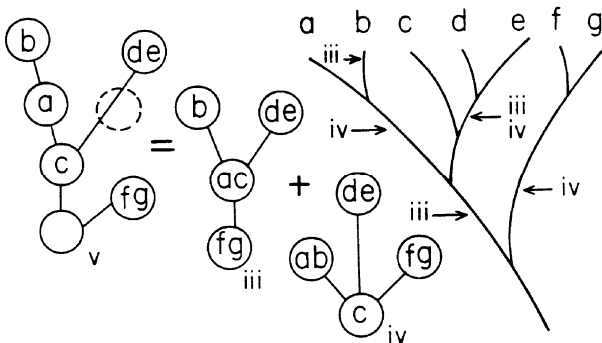 b
de
a
c
fg
v
=
b
de
ac
fg
iii
+
de
ab
fg
c
iv
a b c d e f g
iii
iv
iii
iv
iii
iv